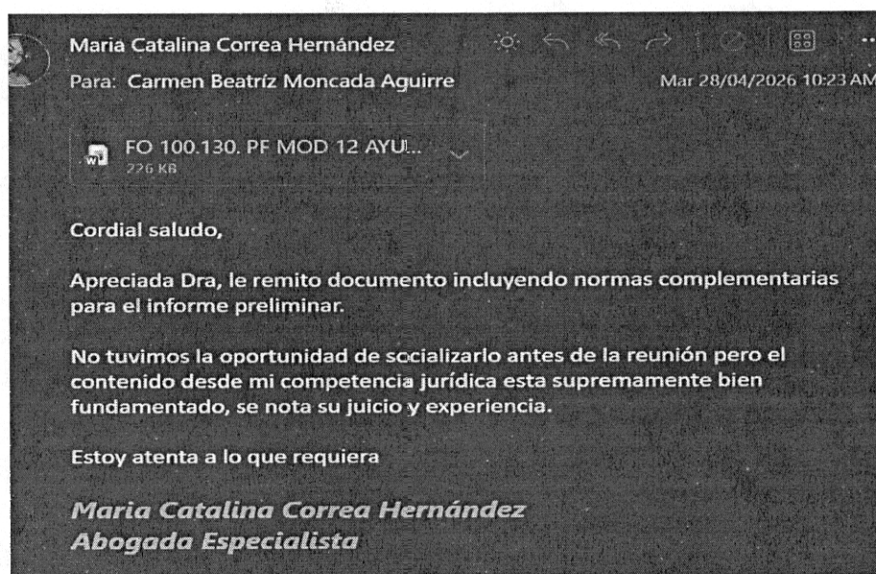 Maria Catalina Correa Hernández
Para: Carmen Beatríz Moncada Aguirre
Mar 28/04/2026 10:23 AM
FO 100.130. PF MOD 12 AYU...
226 KB
Cordial saludo,
Apreciada Dra, le remito documento incluyendo normas complementarias
para el informe preliminar.
No tuvimos la oportunidad de socializarlo antes de la reunión pero el
contenido desde mi competencia jurídica esta supremamente bien
fundamentado, se nota su juicio y experiencia.
Estoy atenta a lo que requiera
Maria Catalina Correa Hernández
Abogada Especialista